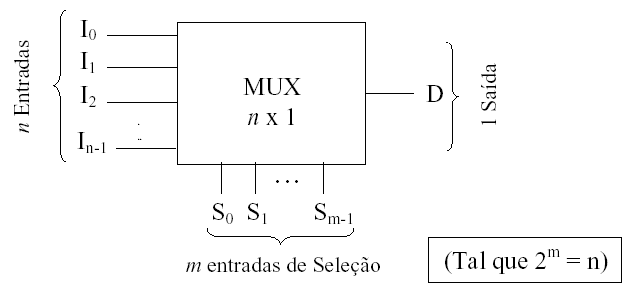 n Entradas
I0
I1
I2
In-1
MUX
n x 1
D
1 Saída
S0 S1 ... Sm-1
m entradas de Seleção
(Tal que 2^m = n)